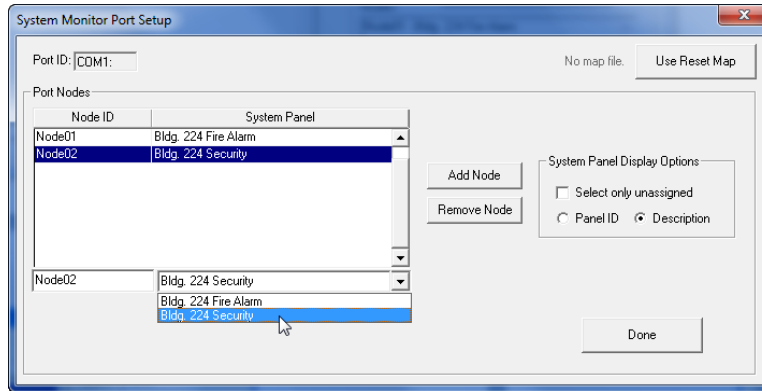 System Monitor Port Setup
Port ID: COM1:
No map file.
Use Reset Map
Port Nodes
Node ID System Panel
Node01 Bldg. 224 Fire Alarm
Node02 Bldg. 224 Security
Add Node
Remove Node
System Panel Display Options
Select only unassigned
Panel ID Description
Node02 Bldg. 224 Security
Bldg. 224 Fire Alarm
Bldg. 224 Security
Done